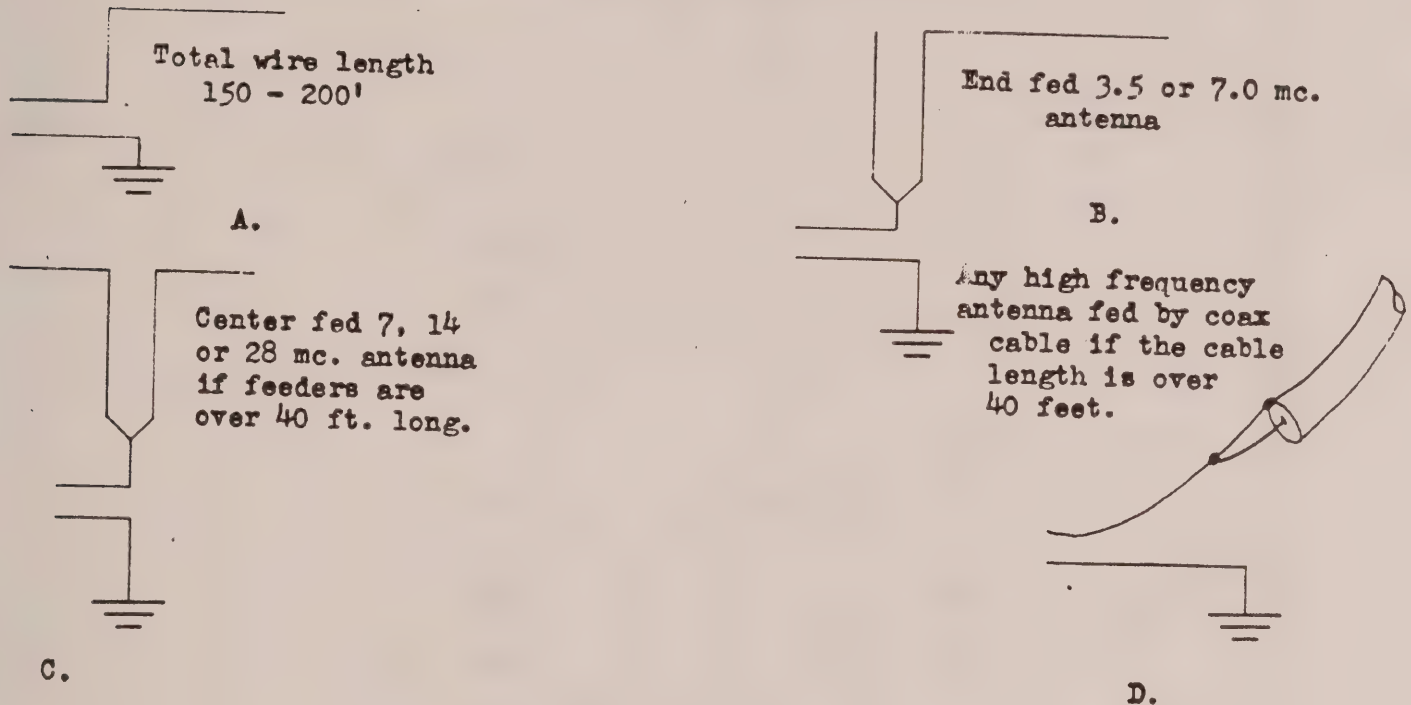 Total wire length
150 - 200'
A.
End fed 3.5 or 7.0 mc.
antenna
B.
Center fed 7, 14
or 28 mc. antenna
if feeders are
over 40 ft. long.
C.
Any high frequency
antenna fed by coax
cable if the cable
length is over
40 feet.
D.